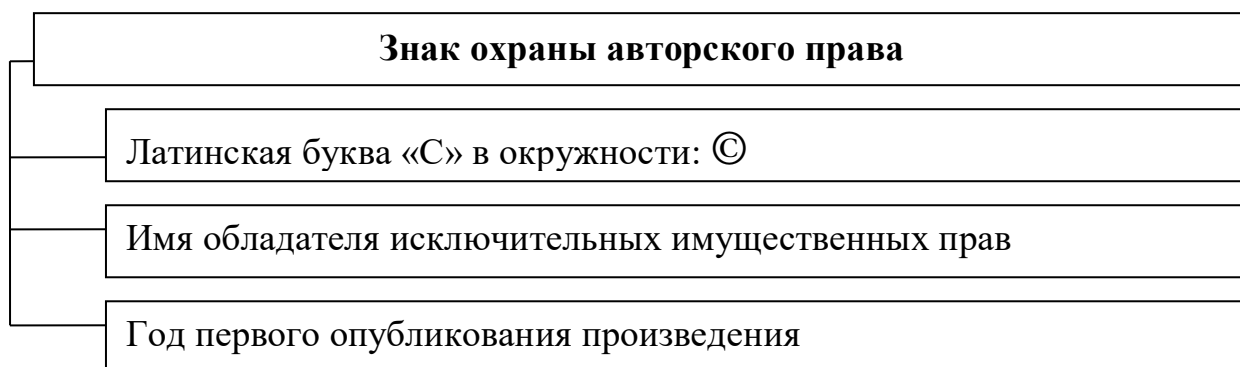 Знак охраны авторского права
Латинская буква «С» в окружности: ©
Имя обладателя исключительных имущественных прав
Год первого опубликования произведения